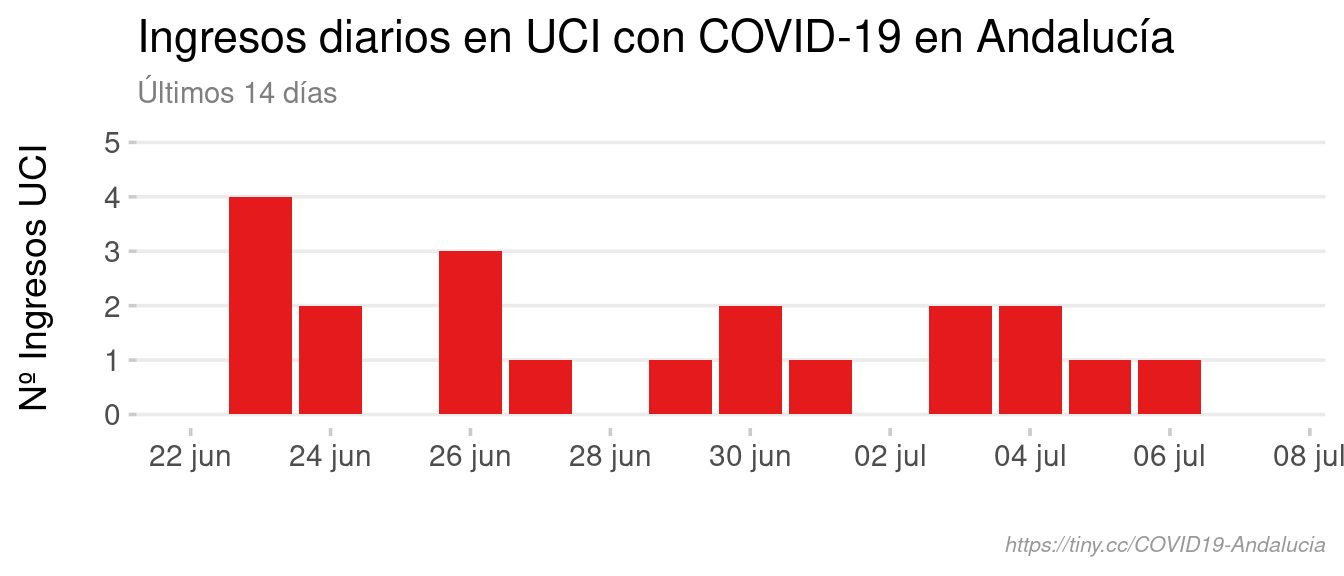 Ingresos diarios en UCI con COVID-19 en Andalucía
Últimos 14 días
Nº Ingresos UCI
5
4
3
2
1
0
22 jun 24 jun 26 jun 28 jun 30 jun 02 jul 04 jul 06 jul 08 jul
https://tiny.cc/COVID19-Andalucia